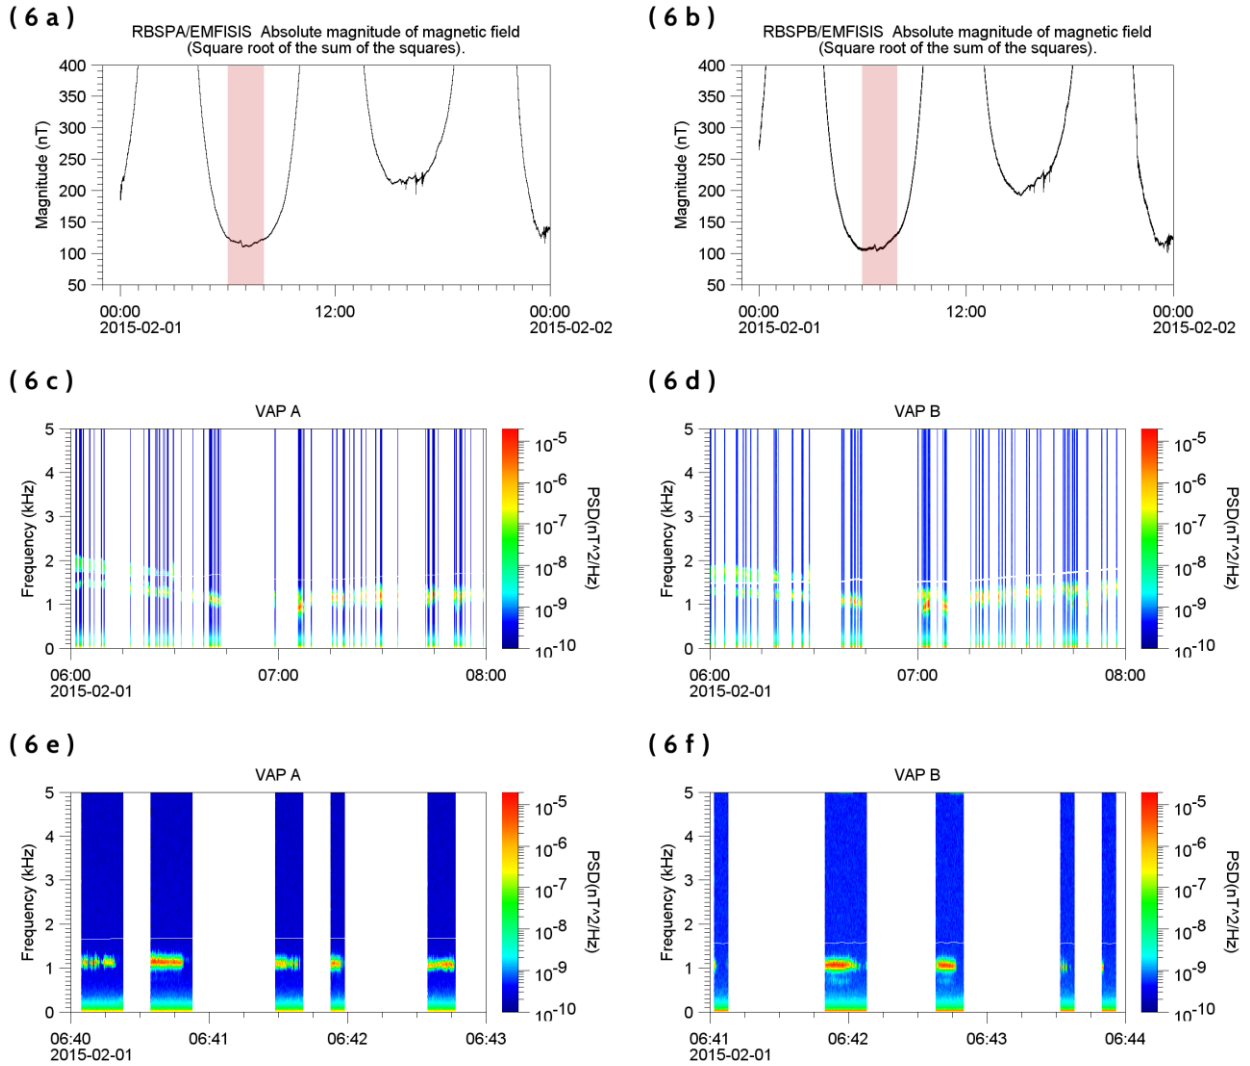 ( 6 a )
RBSPA/EMFISIS Absolute magnitude of magnetic field
(Square root of the sum of the squares).
Magnitude (nT)
400
350
300
250
200
150
100
50
00:00 12:00 00:00
2015-02-01 2015-02-02
( 6 b )
RBSPB/EMFISIS Absolute magnitude of magnetic field
(Square root of the sum of the squares).
Magnitude (nT)
400
350
300
250
200
150
100
50
00:00 12:00 00:00
2015-02-01 2015-02-02
( 6 c )
VAP A
Frequency (kHz)
5
4
3
2
1
0
06:00 07:00 08:00
2015-02-01
10^-5
10^-6
10^-7
10^-8
10^-9
10^-10
PSD(nT^2/Hz)
( 6 d )
VAP B
Frequency (kHz)
5
4
3
2
1
0
06:00 07:00 08:00
2015-02-01
10^-5
10^-6
10^-7
10^-8
10^-9
10^-10
PSD(nT^2/Hz)
( 6 e )
VAP A
Frequency (kHz)
5
4
3
2
1
0
06:40 06:41 06:42 06:43
2015-02-01
10^-5
10^-6
10^-7
10^-8
10^-9
10^-10
PSD(nT^2/Hz)
( 6 f )
VAP B
Frequency (kHz)
5
4
3
2
1
0
06:41 06:42 06:43 06:44
2015-02-01
10^-5
10^-6
10^-7
10^-8
10^-9
10^-10
PSD(nT^2/Hz)